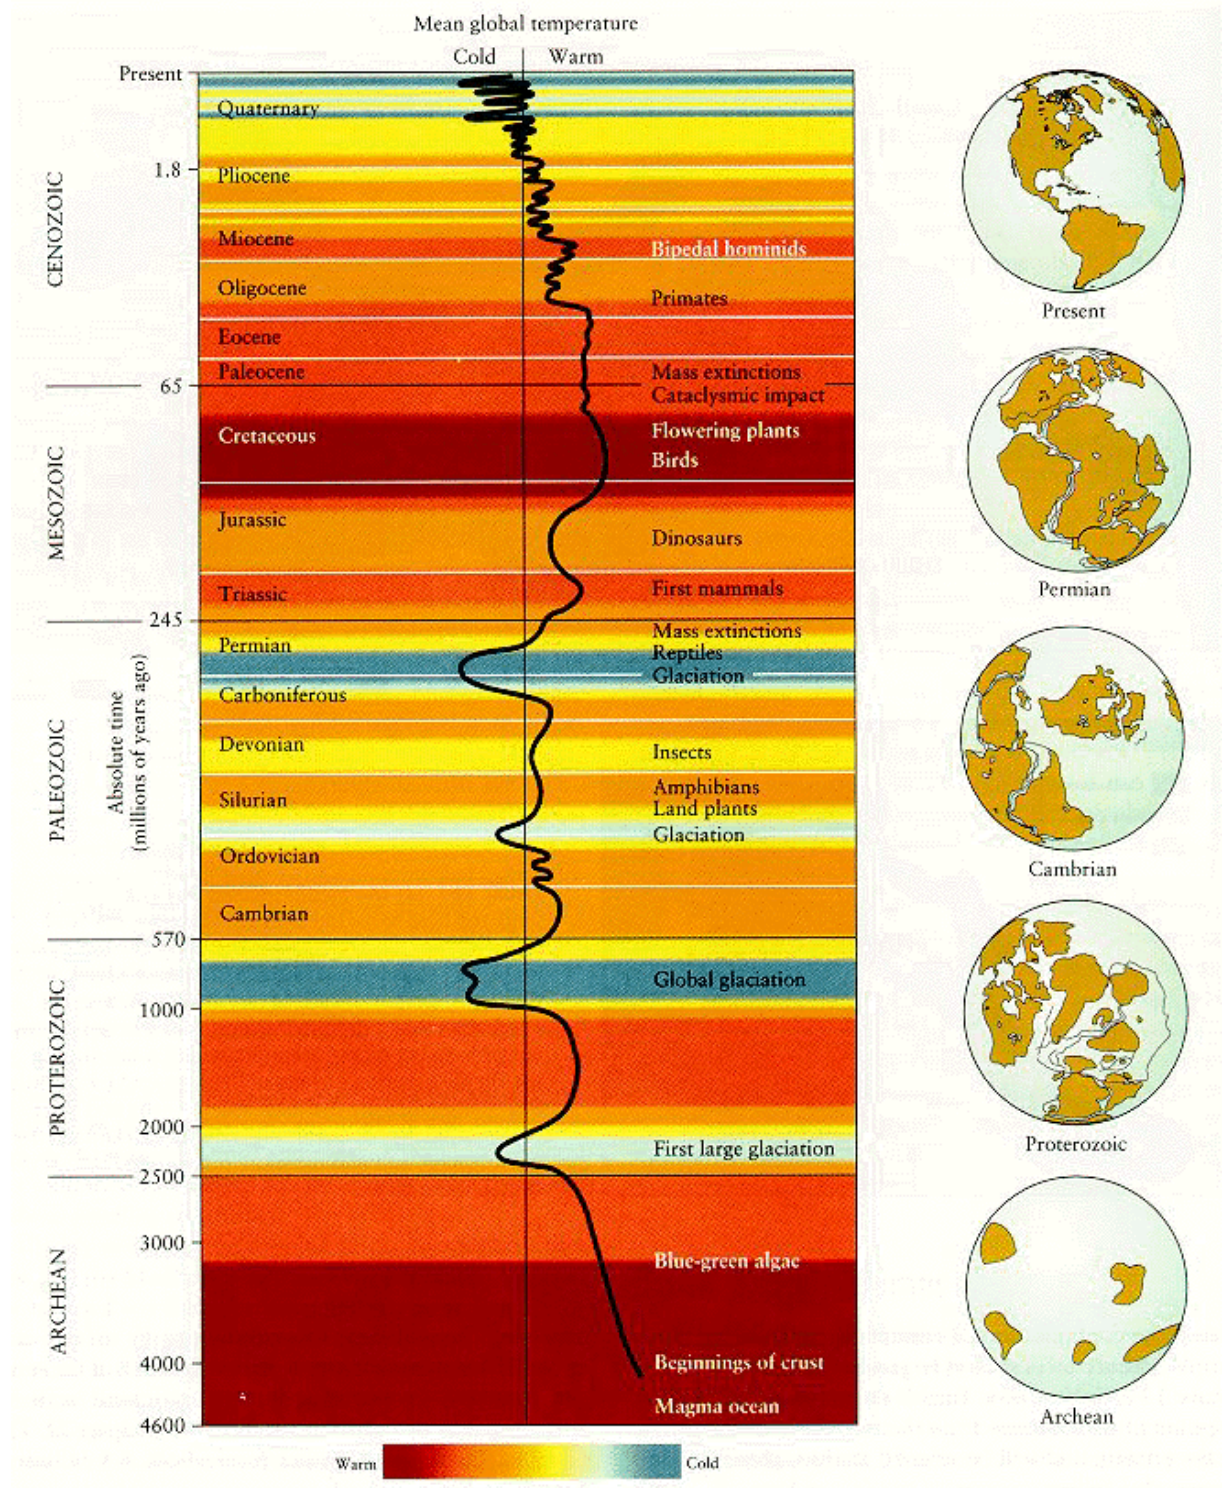 Mean global temperature
Cold Warm
Present
Quaternary
1.8
Pliocene
Miocene
Bipedal hominids
Oligocene
Primates
Eocene
Paleocene
Mass extinctions
65
Cataclysmic impact
Cretaceous
Flowering plants
Birds
Jurassic
Dinosaurs
Triassic
First mammals
245
Mass extinctions
Permian
Reptiles
Glaciation
Carboniferous
Devonian
Insects
Silurian
Amphibians
Land plants
Glaciation
Ordovician
Cambrian
570
Global glaciation
1000
2000
First large glaciation
2500
3000
Blue-green algae
4000
Beginnings of crust
Magma ocean
4600
Warm
Cold
CENOZOIC
MESOZOIC
PALEOZOIC
PROTEROZOIC
ARCHEAN
Absolute time
(millions of years ago)
Present
Permian
Cambrian
Proterozoic
Archean